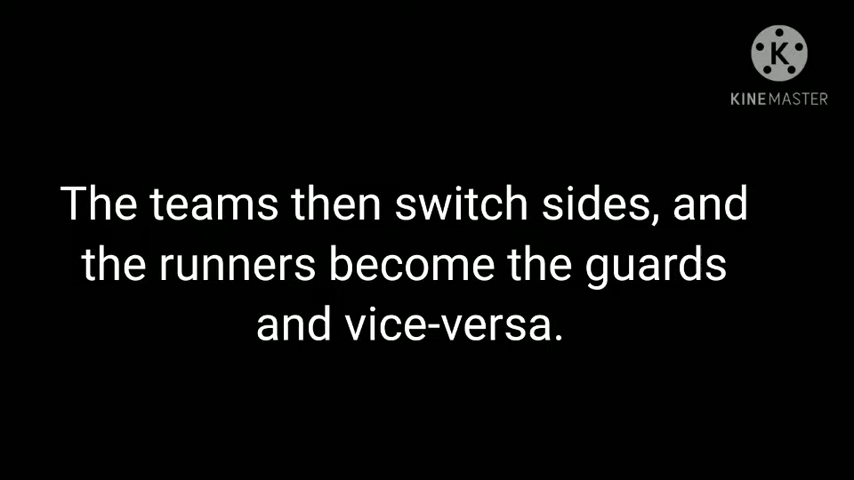 K
KINEMASTER
The teams then switch sides, and
the runners become the guards
and vice-versa.